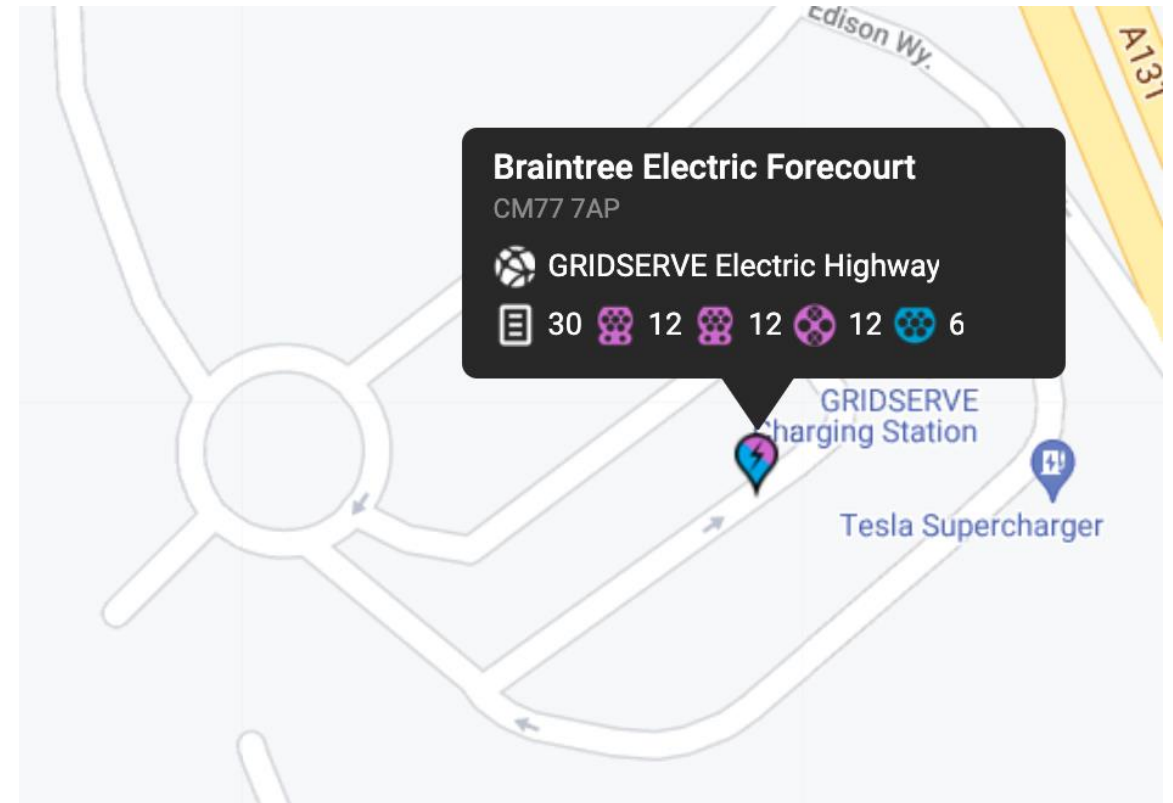 Edison Wy.
A131
Braintree Electric Forecourt
CM77 7AP
GRIDSERVE Electric Highway
30 12 12 12 6
GRIDSERVE
Charging Station
Tesla Supercharger